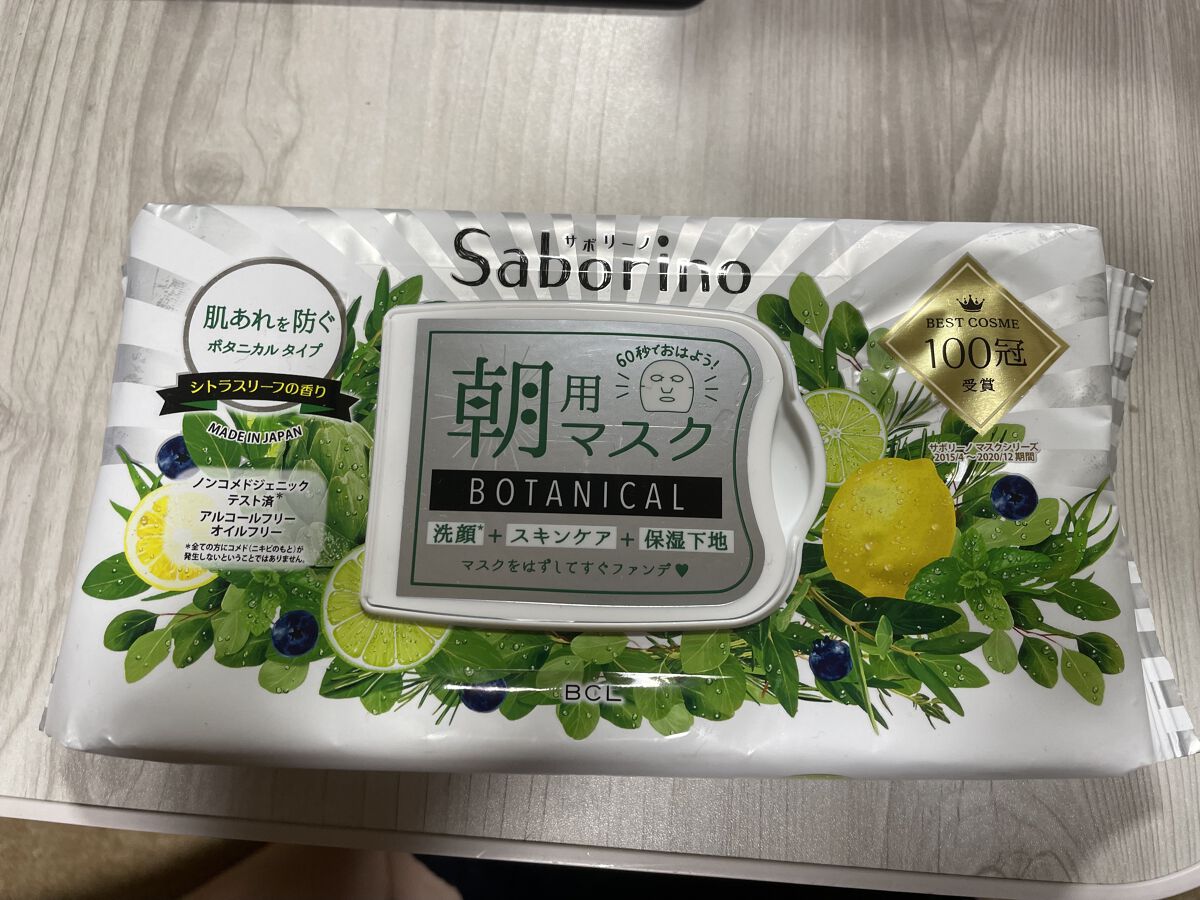 サボリーノ
Saborino
肌あれを防ぐ
ボタニカル タイプ
シトラスリーフの香り
MADE IN JAPAN
ノンコメドジェニック
テスト済*
アルコールフリー
オイルフリー
*全ての方にコメド(ニキビのもと)が
発生しないということではありません。
60秒でおはよう!
朝用
マスク
BOTANICAL
洗顔*+スキンケア+保湿下地
マスクをはずしてすぐファンデ♥
BEST COSME
100冠
受賞
サボリーノ マスクシリーズ
2015/4〜2020/12 期間
BCL